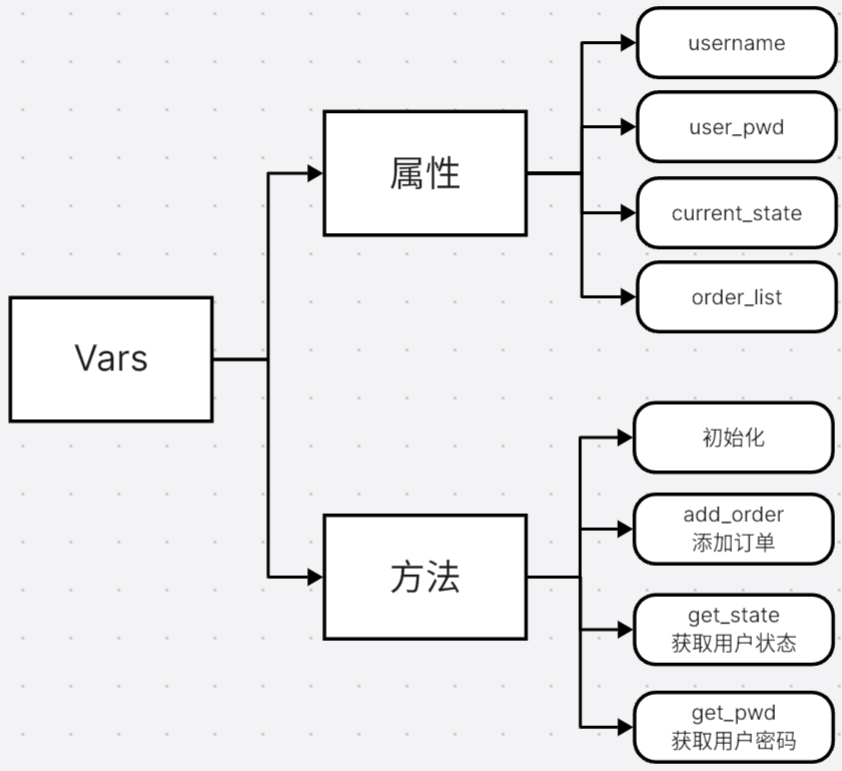 Vars
属性
username
user_pwd
current_state
order_list
方法
初始化
add_order
添加订单
get_state
获取用户状态
get_pwd
获取用户密码